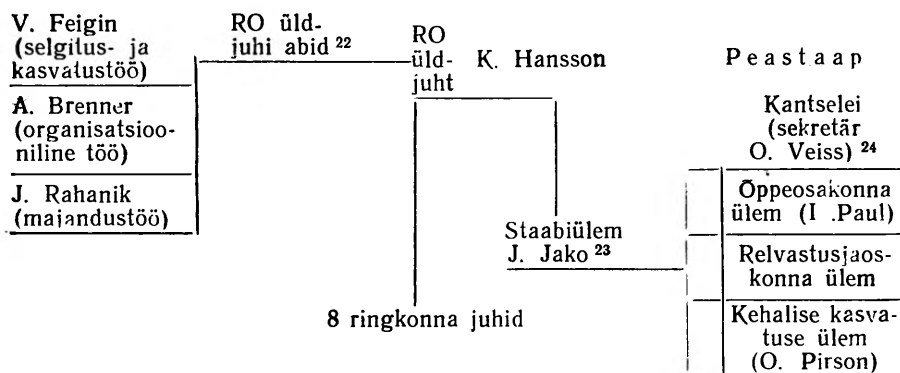 V. Feigin
(selgitus- ja
kasvatustöö)
A. Brenner
(organisatsioo-
niline töö)
J. Rahanik
(majandustöö)
RO üld-
juhi abid 22
RO
üld-
juht
K. Hansson
8 ringkonna juhid
Staabiülem
J. Jako 23
Peastaap
Kantselei
(sekretär
O. Veiss) 24
Õppeosakonna
ülem (I .Paul)
Relvastusjaos-
konna ülem
Kehalise kasva-
tuse ülem
(O. Pirson)